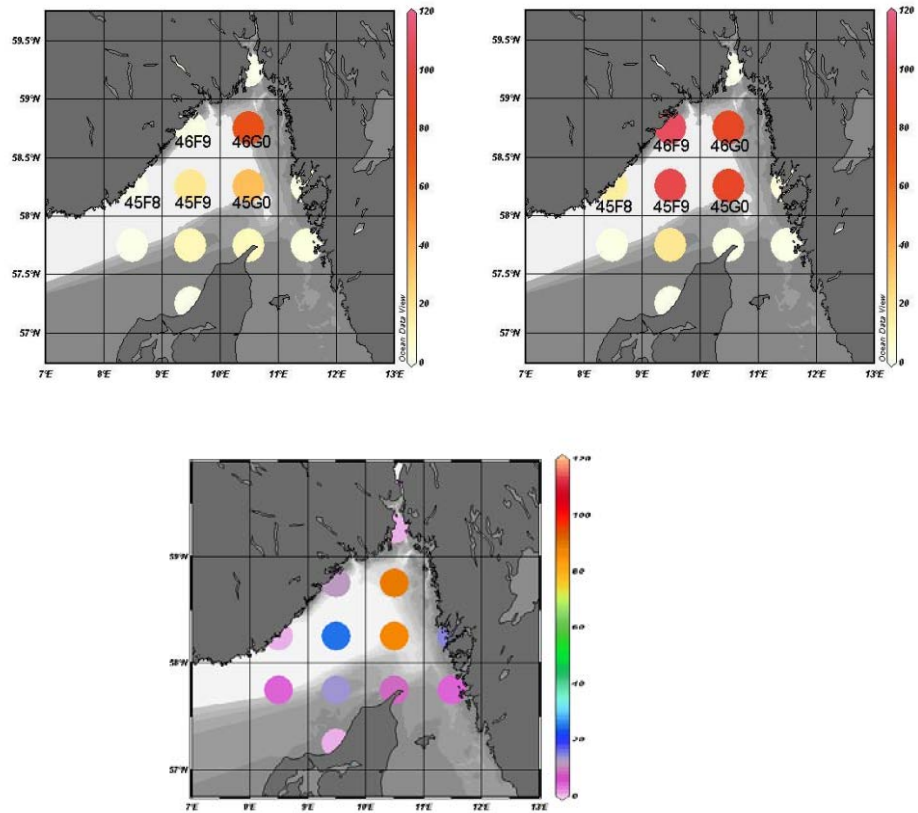 59.5°N
59°N
58.5°N
58°N
57.5°N
57°N
7°E
8°E
9°E
10°E
11°E
12°E
13°E
46F9 46G0
45F8 45F9 45G0
120
100
80
60
40
20
0
Ocean Data View
59.5°N
59°N
58.5°N
58°N
57.5°N
57°N
7°E
8°E
9°E
10°E
11°E
12°E
13°E
46F9 46G0
45F8 45F9 45G0
120
100
80
60
40
20
0
Ocean Data View
59°N
58°N
57°N
7°E
8°E
9°E
10°E
11°E
12°E
13°E
120
100
80
60
40
20
0